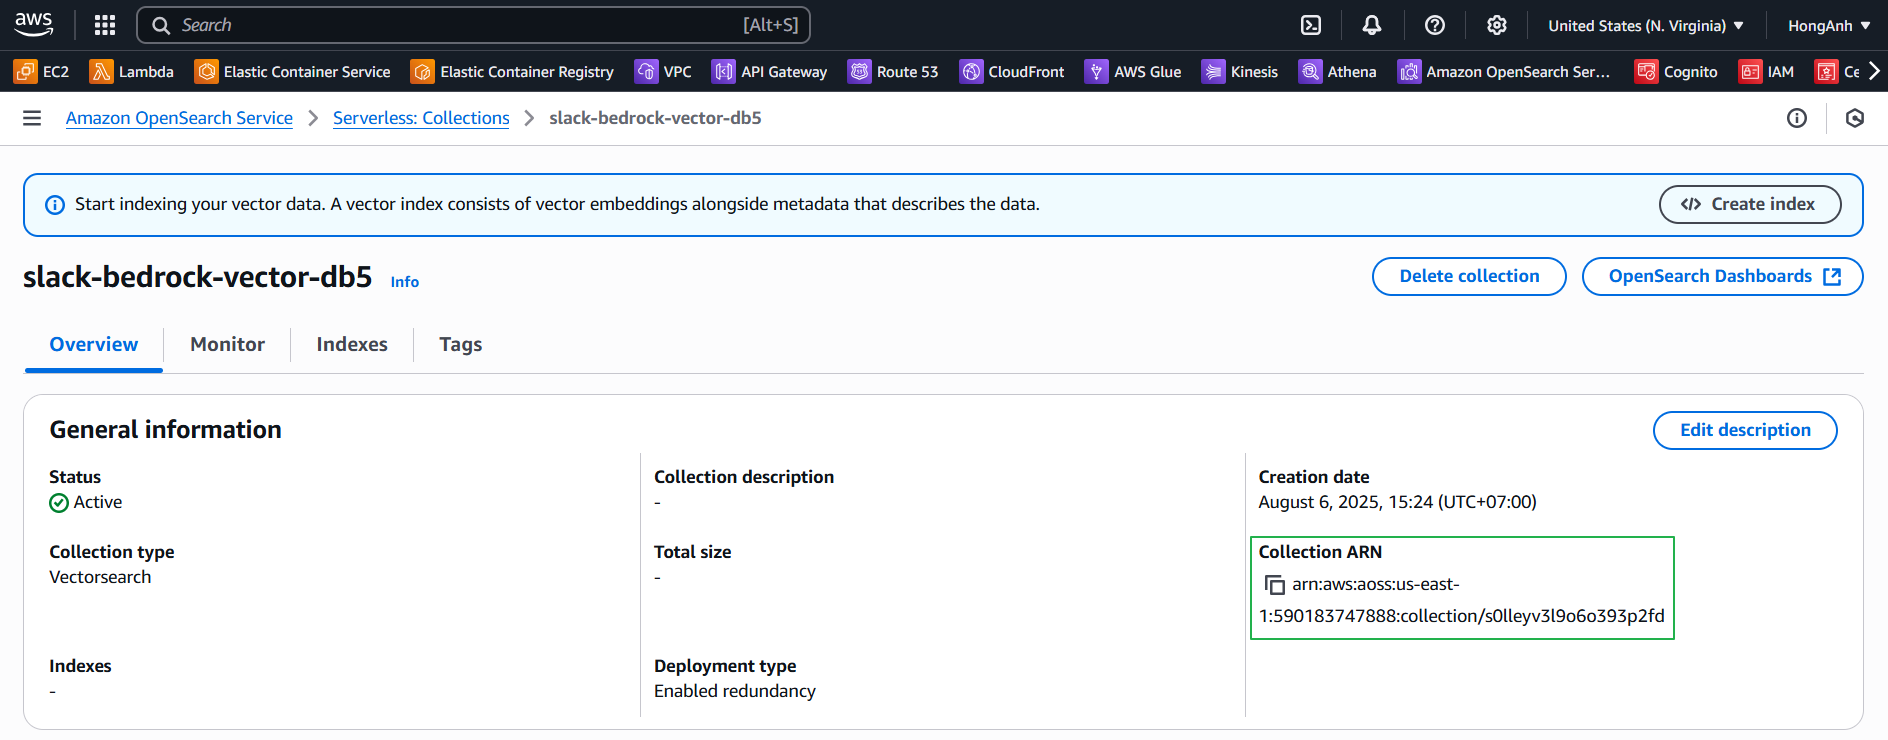 aws
Search [Alt+S]
United States (N. Virginia)
HongAnh
EC2 Lambda Elastic Container Service Elastic Container Registry VPC API Gateway Route 53 CloudFront AWS Glue Kinesis Athena Amazon OpenSearch Ser... Cognito IAM Ce
Amazon OpenSearch Service > Serverless: Collections > slack-bedrock-vector-db5
Start indexing your vector data. A vector index consists of vector embeddings alongside metadata that describes the data.
</> Create index
slack-bedrock-vector-db5 Info
Delete collection
OpenSearch Dashboards
Overview Monitor Indexes Tags
General information
Edit description
Status
Active
Collection description
-
Creation date
August 6, 2025, 15:24 (UTC+07:00)
Collection type
Vectorsearch
Total size
-
Collection ARN
arn:aws:aoss:us-east-
1:590183747888:collection/s0lleyv3l9o6o393p2fd
Indexes
-
Deployment type
Enabled redundancy